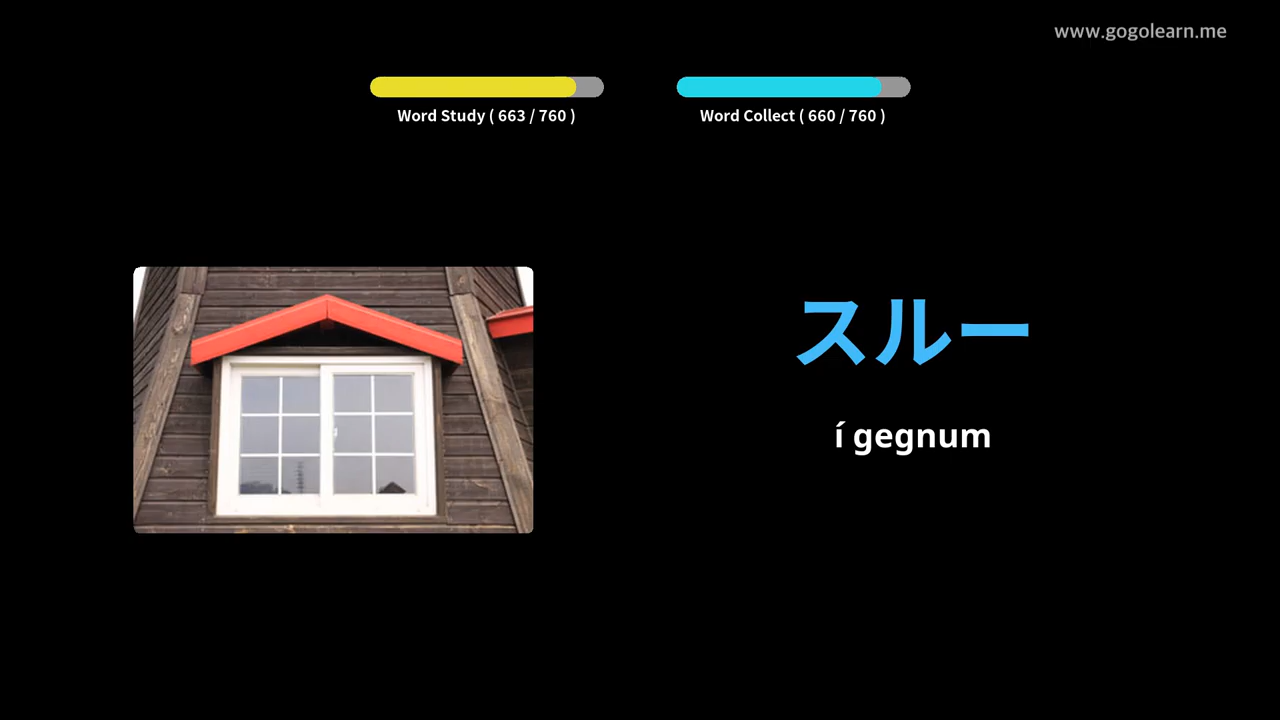 www.gogolearn.me
Word Study ( 663 / 760 )
Word Collect ( 660 / 760 )
スルー
í gegnum